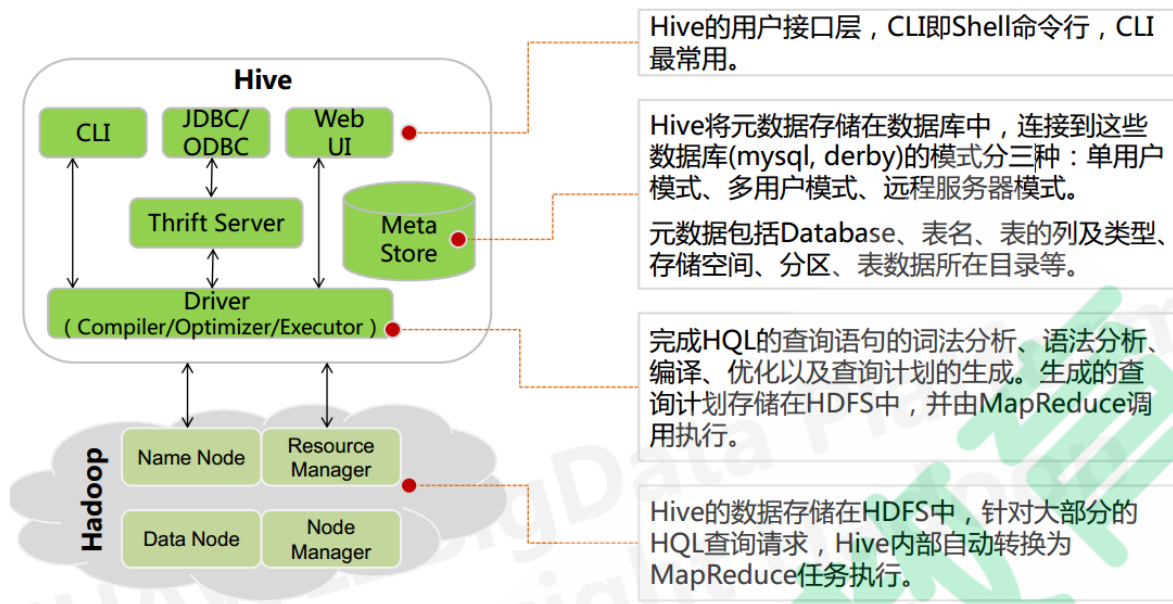 Hive
CLI
JDBC/
ODBC
Web
UI
Thrift Server
Meta
Store
Driver
( Compiler/Optimizer/Executor )
Hadoop
Name Node
Resource
Manager
Data Node
Node
Manager
Hive的用户接口层，CLI即Shell命令行，CLI
最常用。
Hive将元数据存储在数据库中，连接到这些
数据库(mysql, derby)的模式分三种：单用户
模式、多用户模式、远程服务器模式。
元数据包括Database、表名、表的列及类型、
存储空间、分区、表数据所在目录等。
完成HQL的查询语句的词法分析、语法分析、
编译、优化以及查询计划的生成。生成的查
询计划存储在HDFS中，并由MapReduce调
用执行。
Hive的数据存储在HDFS中，针对大部分的
HQL查询请求，Hive内部自动转换为
MapReduce任务执行。